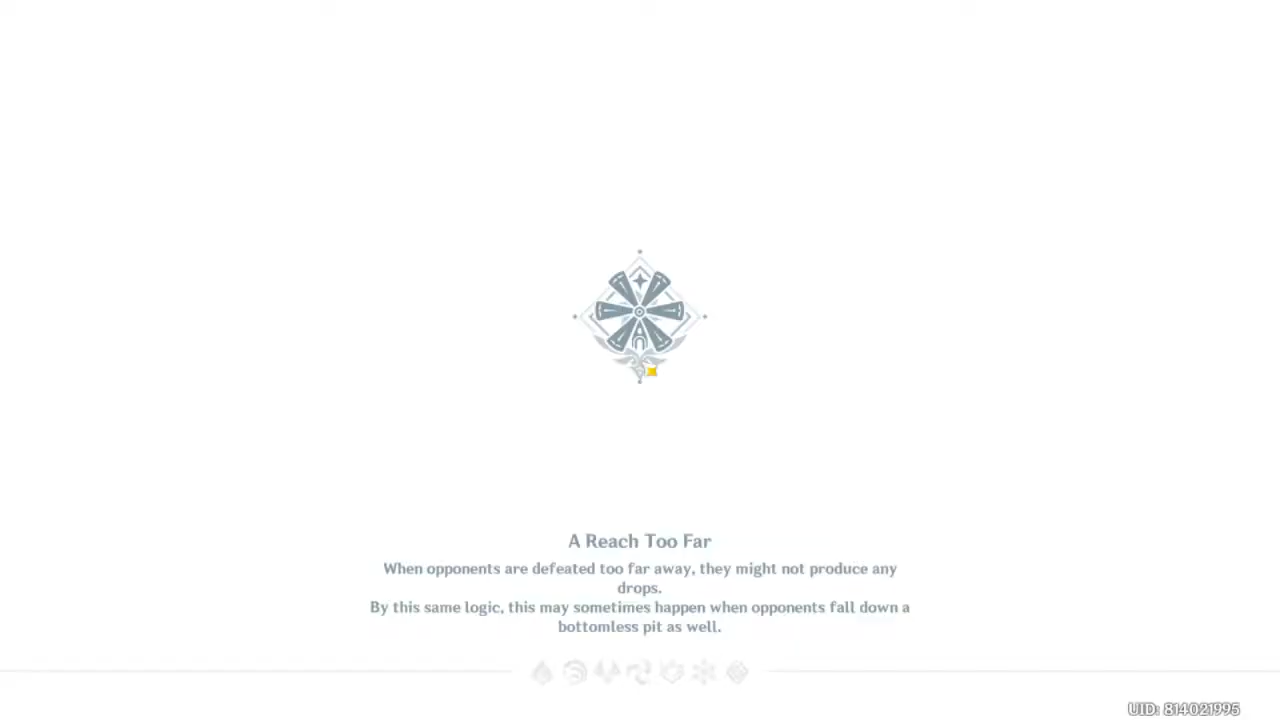 A Reach Too Far
When opponents are defeated too far away, they might not produce any
drops.
By this same logic, this may sometimes happen when opponents fall down a
bottomless pit as well.
UID: 814021995